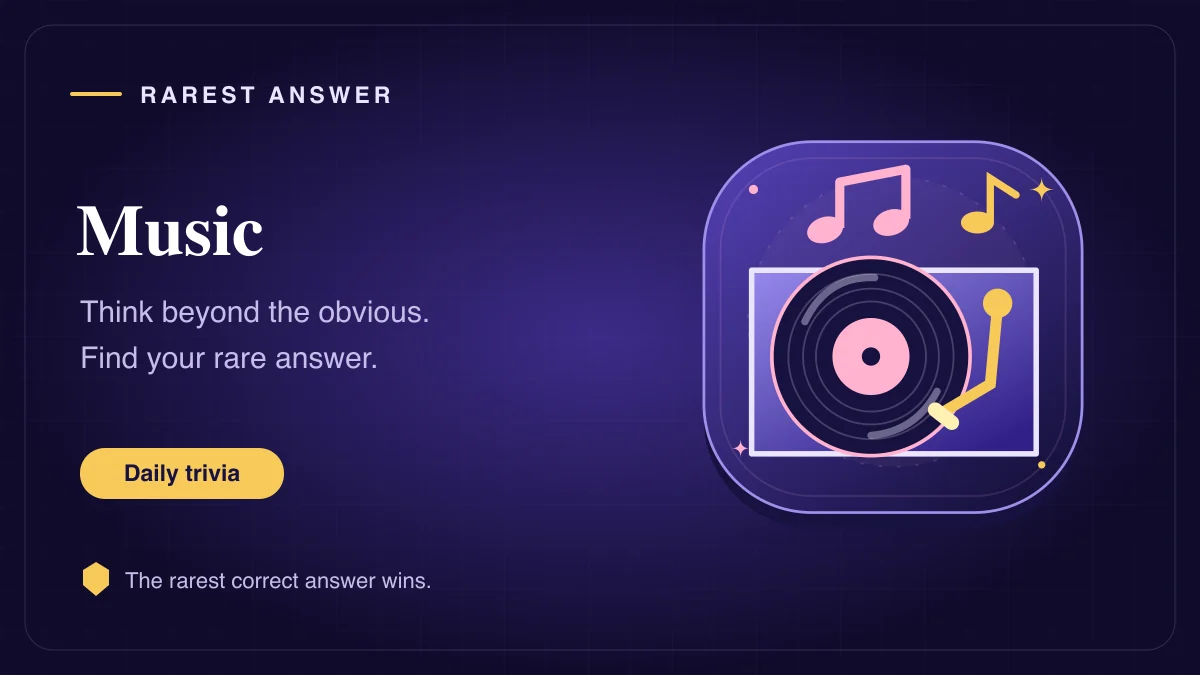 RAREST ANSWER
Music
Think beyond the obvious.
Find your rare answer.
Daily trivia
The rarest correct answer wins.